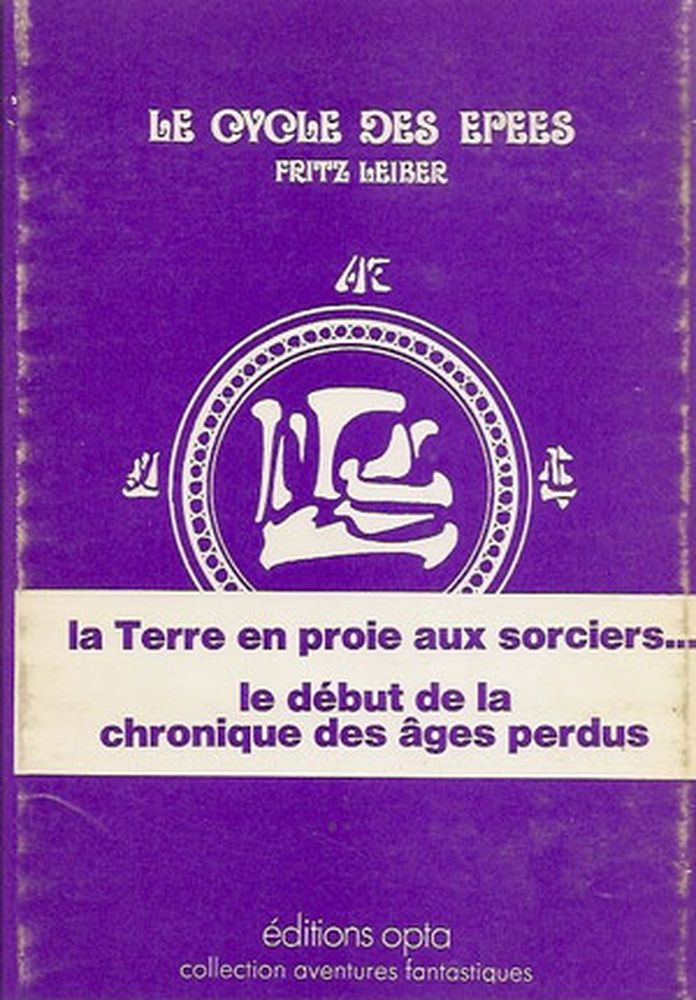 LE CYCLE DES EPEES
FRITZ LEIBER
la Terre en proie aux sorciers...
le début de la
chronique des âges perdus
éditions opta
collection aventures fantastiques